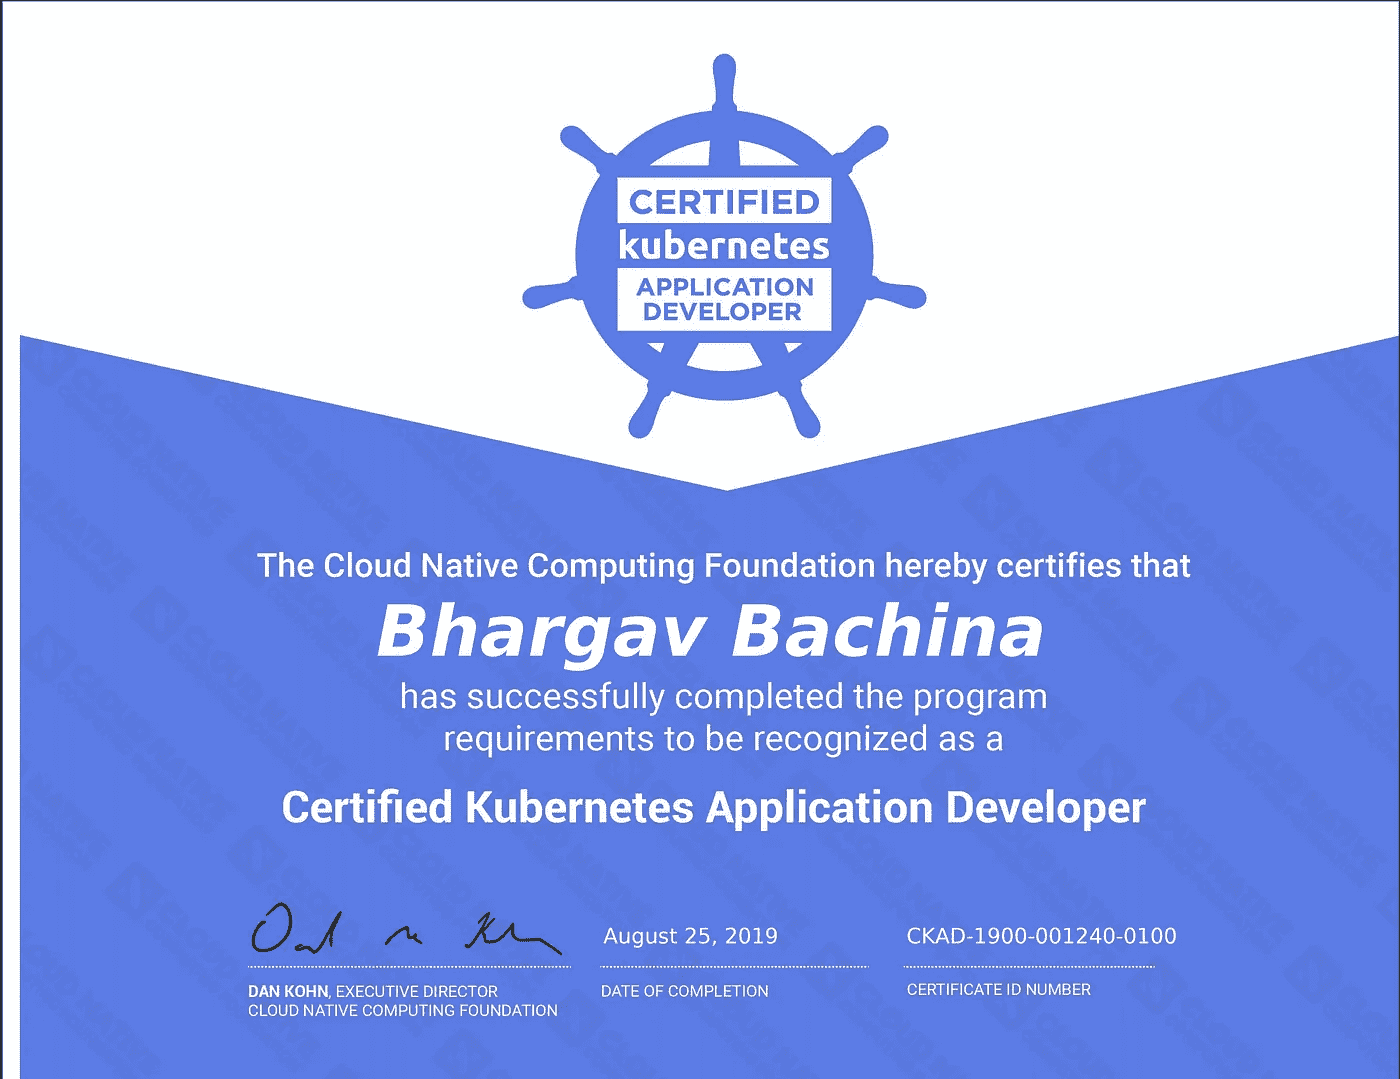 CERTIFIED
kubernetes
APPLICATION
DEVELOPER
The Cloud Native Computing Foundation hereby certifies that
Bhargav Bachina
has successfully completed the program
requirements to be recognized as a
Certified Kubernetes Application Developer
August 25, 2019
CKAD-1900-001240-0100
DAN KOHN, EXECUTIVE DIRECTOR
CLOUD NATIVE COMPUTING FOUNDATION
DATE OF COMPLETION
CERTIFICATE ID NUMBER